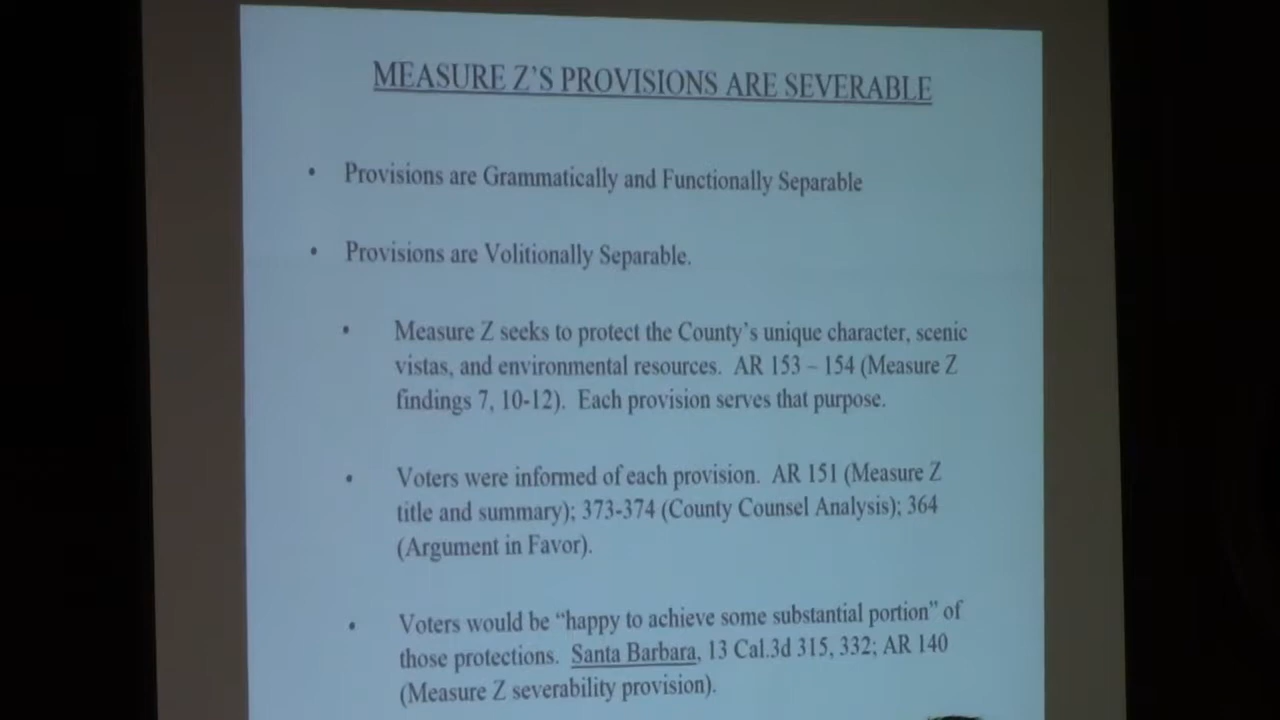 MEASURE Z'S PROVISIONS ARE SEVERABLE
• Provisions are Grammatically and Functionally Separable
• Provisions are Volitionally Separable.
• Measure Z seeks to protect the County's unique character, scenic
vistas, and environmental resources. AR 153 – 154 (Measure Z
findings 7, 10-12). Each provision serves that purpose.
• Voters were informed of each provision. AR 151 (Measure Z
title and summary); 373-374 (County Counsel Analysis); 364
(Argument in Favor).
• Voters would be “happy to achieve some substantial portion” of
those protections. Santa Barbara, 13 Cal.3d 315, 332; AR 140
(Measure Z severability provision).